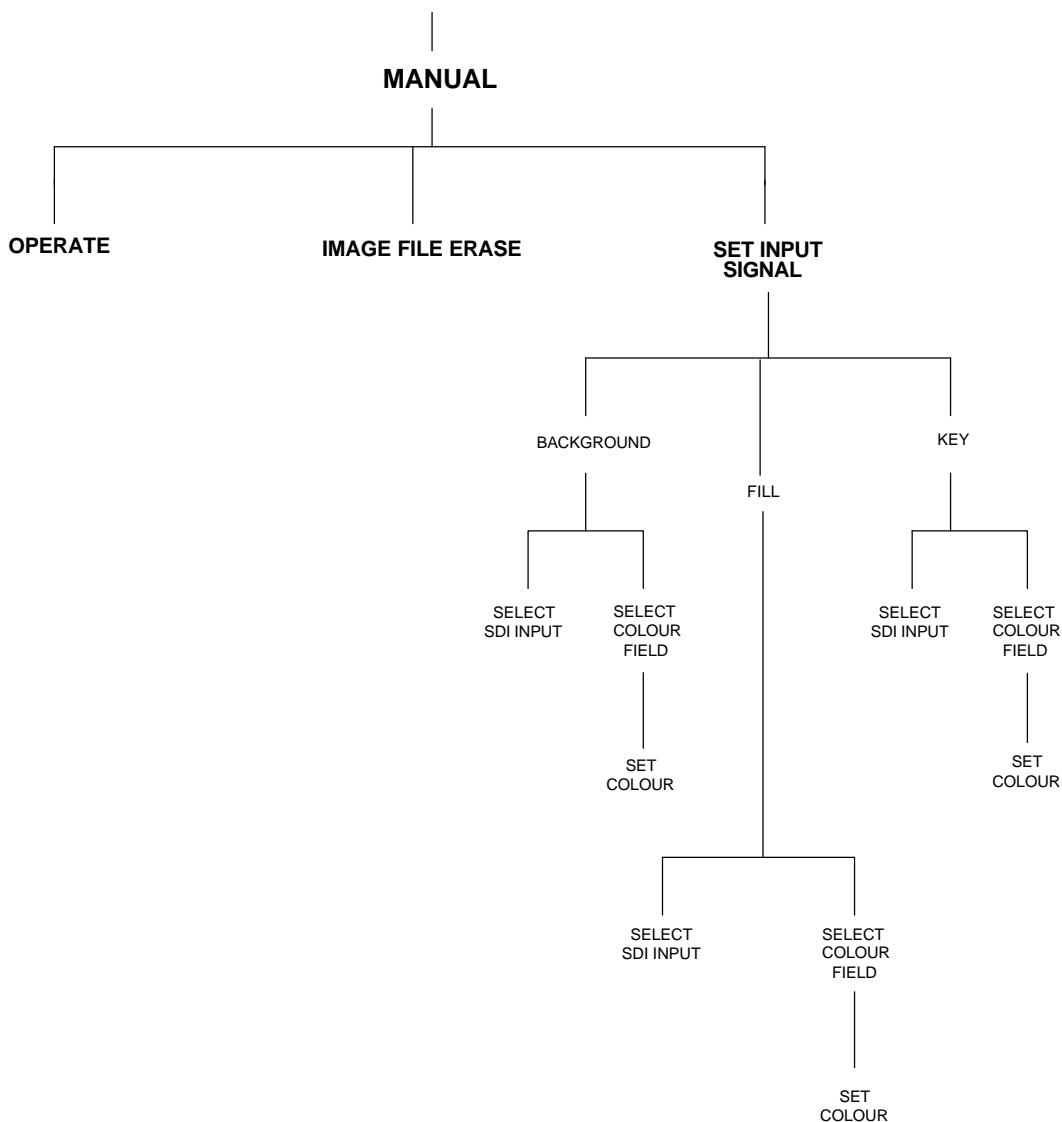 MANUAL
OPERATE
IMAGE FILE ERASE
SET INPUT
SIGNAL
BACKGROUND
KEY
FILL
SELECT
SDI INPUT
SELECT
COLOUR
FIELD
SELECT
SDI INPUT
SELECT
COLOUR
FIELD
SET
COLOUR
SET
COLOUR
SELECT
SDI INPUT
SELECT
COLOUR
FIELD
SET
COLOUR